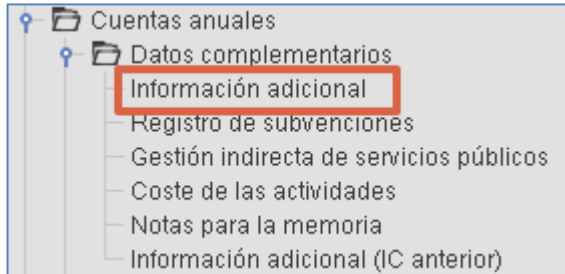 Cuentas anuales
Datos complementarios
Información adicional
Registro de subvenciones
Gestión indirecta de servicios públicos
Coste de las actividades
Notas para la memoria
Información adicional (IC anterior)